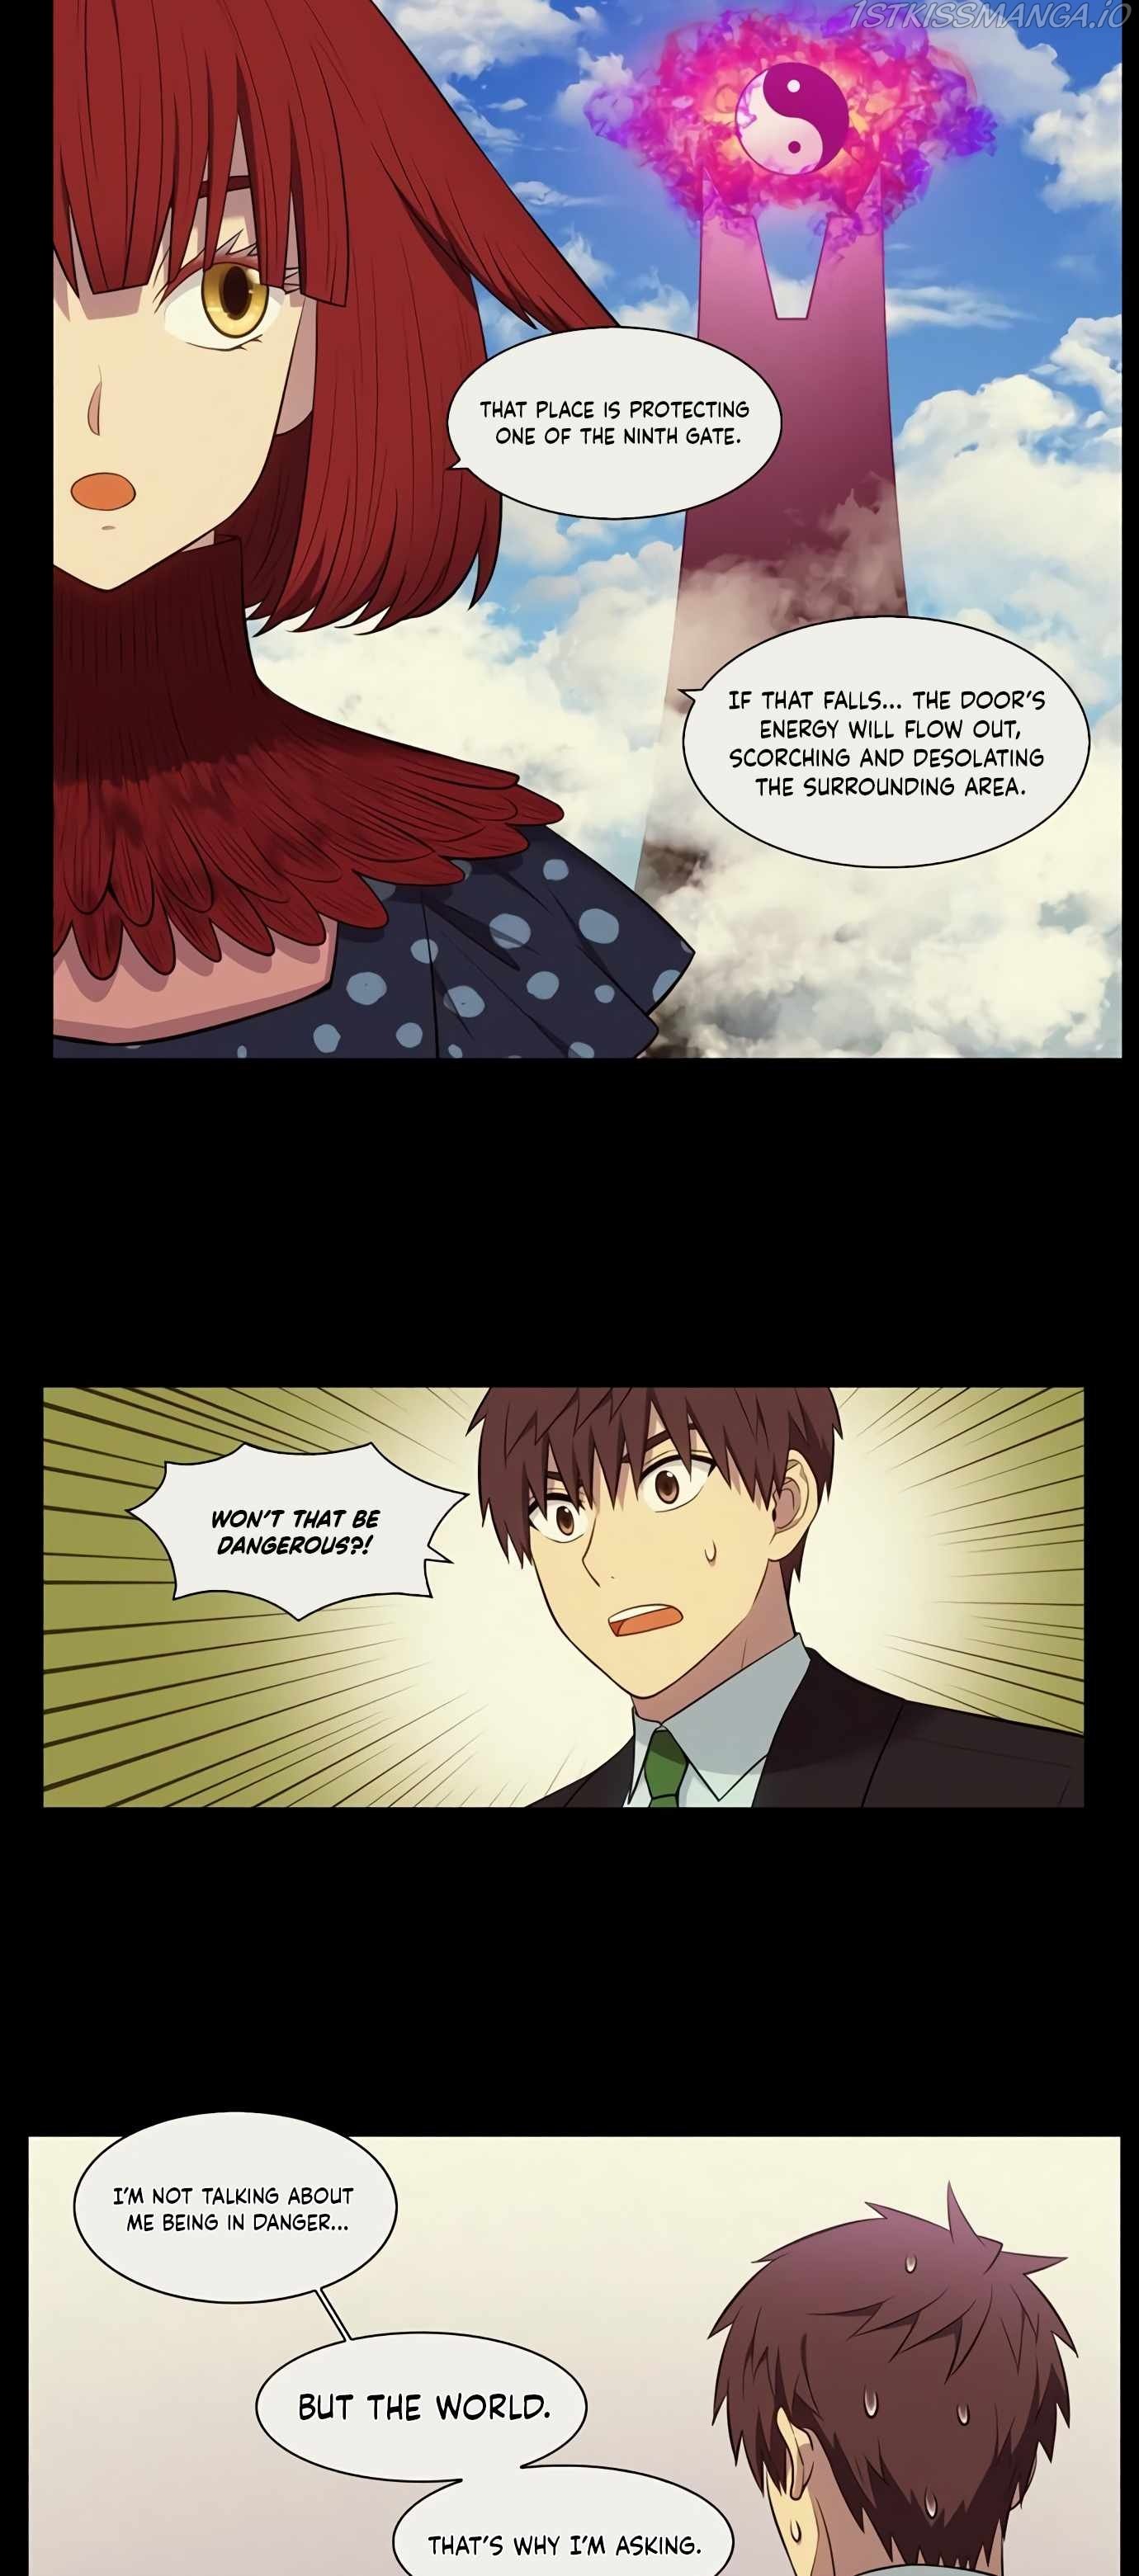 1STKISSMANGA.iO
THAT PLACE IS PROTECTING
ONE OF THE NINTH GATE.
IF THAT FALLS... THE DOOR'S
ENERGY WILL FLOW OUT,
SCORCHING AND DESOLATING
THE SURROUNDING AREA.
WON'T THAT BE
DANGEROUS?!
I'M NOT TALKING ABOUT
ME BEING IN DANGER...
BUT THE WORLD.
THAT'S WHY I'M ASKING.